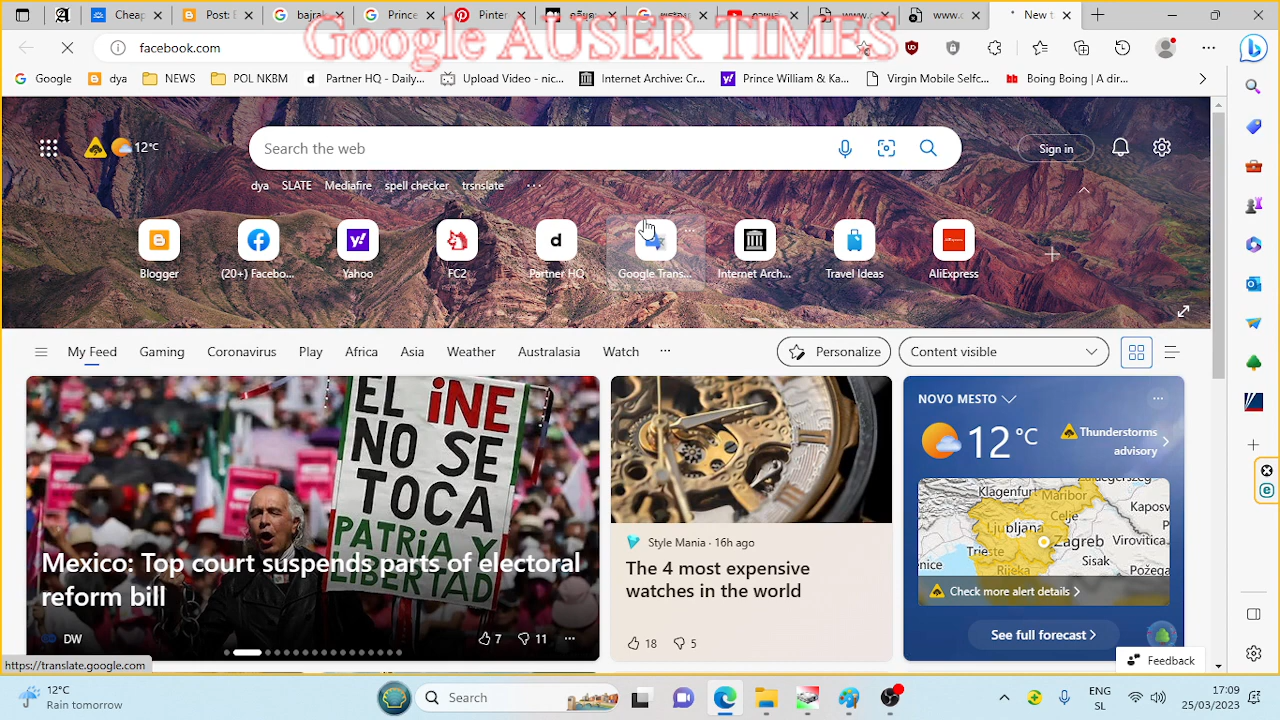 Cheap
Post:
bajra
Prince
Pinter
New t
Google AUSER TIMES
facebook.com
Google
dya
NEWS
POL NKBM
Partner HQ - Daily...
Upload Video - nic...
Internet Archive: Cr...
Prince William & Ka...
Virgin Mobile Selfc...
Boing Boing | A dir...
12°C
Search the web
Sign in
dya
SLATE
Mediafire
spell checker
trsnslate
Blogger
(20+) Facebo...
Yahoo
FC2
Partner HQ
Google Trans...
Internet Arch...
Travel Ideas
AliExpress
My Feed
Gaming
Coronavirus
Play
Africa
Asia
Weather
Australasia
Watch
Personalize
Content visible
EL iNE
NO SE
TOCA
PATRiA Y
LIBERTAD
Mexico: Top court suspends parts of electoral
reform bill
DW
7
11
Style Mania · 16h ago
The 4 most expensive
watches in the world
18
5
NOVO MESTO
12 °C
Thunderstorms
advisory
Klagenfurt
Maribor
Celje
Kaposv
Ljubljana
Zagreb
Virovitica
Trieste
enice
Rijeka
Sisak
Požega
Check more alert details
See full forecast
Feedback
https://translate.google.com
12°C
Rain tomorrow
Search
ENG
SL
17:09
25/03/2023